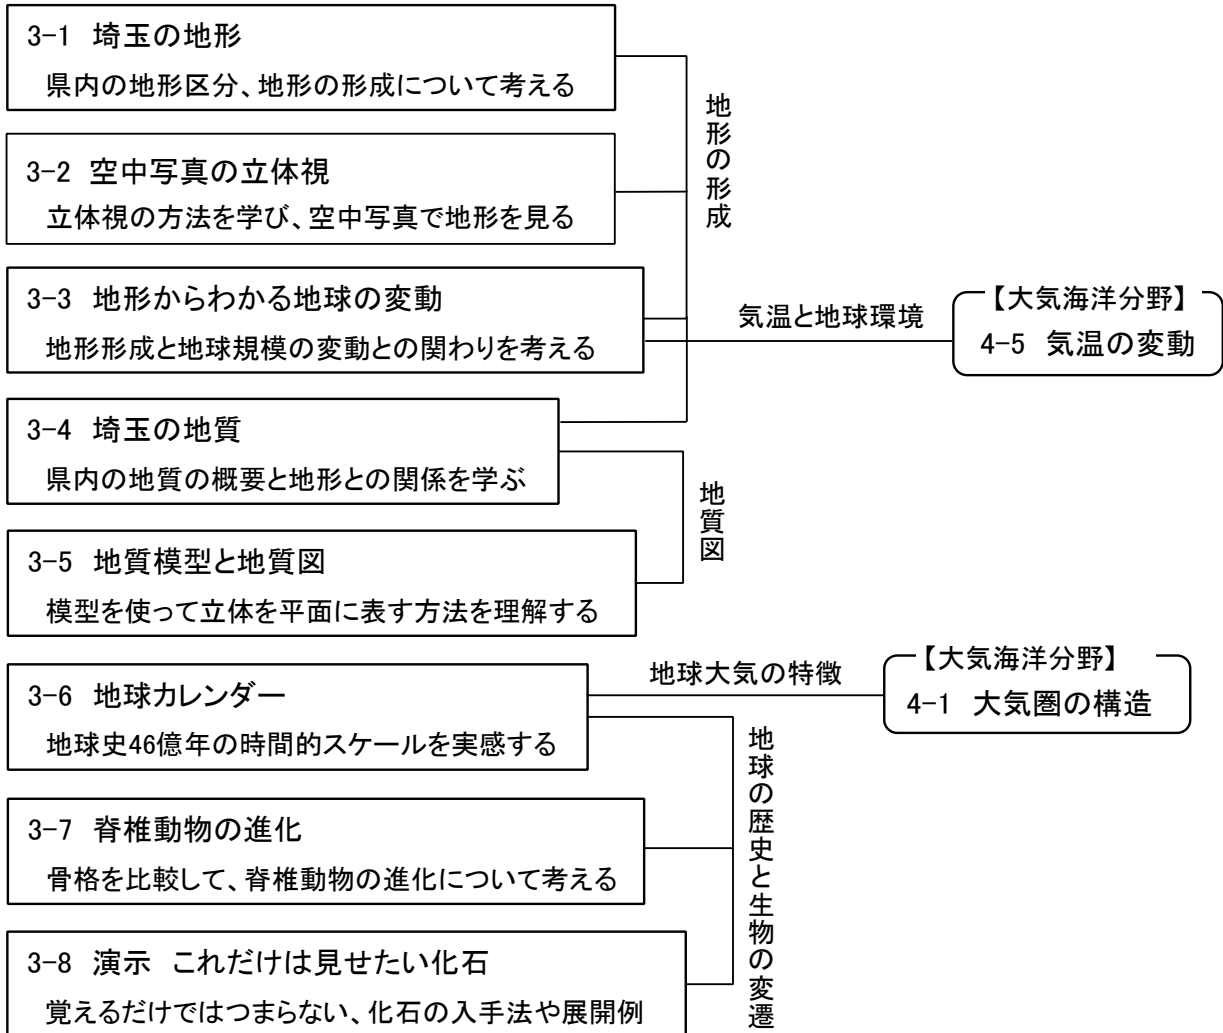 3-1 埼玉の地形
県内の地形区分、地形の形成について考える
地形の形成
3-2 空中写真の立体視
立体視の方法を学び、空中写真で地形を見る
3-3 地形からわかる地球の変動
地形形成と地球規模の変動との関わりを考える
気温と地球環境
【大気海洋分野】
4-5 気温の変動
3-4 埼玉の地質
県内の地質の概要と地形との関係を学ぶ
地質図
3-5 地質模型と地質図
模型を使って立体を平面に表す方法を理解する
3-6 地球カレンダー
地球史46億年の時間的スケールを実感する
地球大気の特徴
【大気海洋分野】
4-1 大気圏の構造
地球の歴史と生物の変遷
3-7 脊椎動物の進化
骨格を比較して、脊椎動物の進化について考える
3-8 演示 これだけは見せたい化石
覚えるだけではつまらない、化石の入手法や展開例